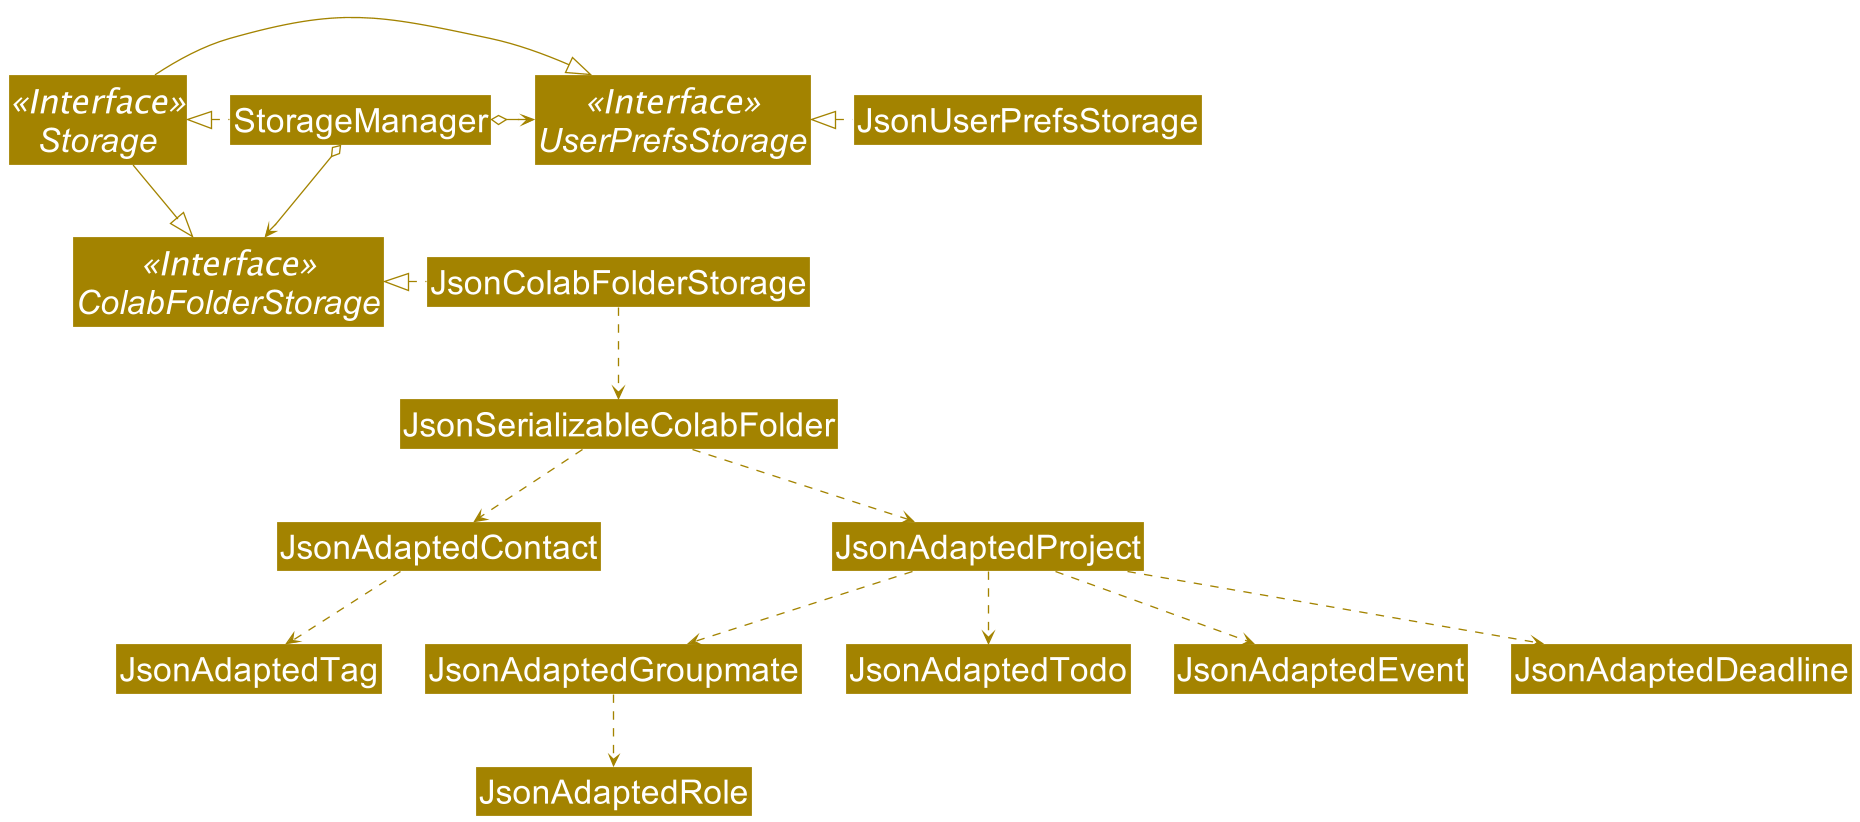 «Interface»
Storage
StorageManager
«Interface»
UserPrefsStorage
JsonUserPrefsStorage
«Interface»
ColabFolderStorage
JsonColabFolderStorage
JsonSerializableColabFolder
JsonAdaptedContact
JsonAdaptedProject
JsonAdaptedTag
JsonAdaptedGroupmate
JsonAdaptedTodo
JsonAdaptedEvent
JsonAdaptedDeadline
JsonAdaptedRole